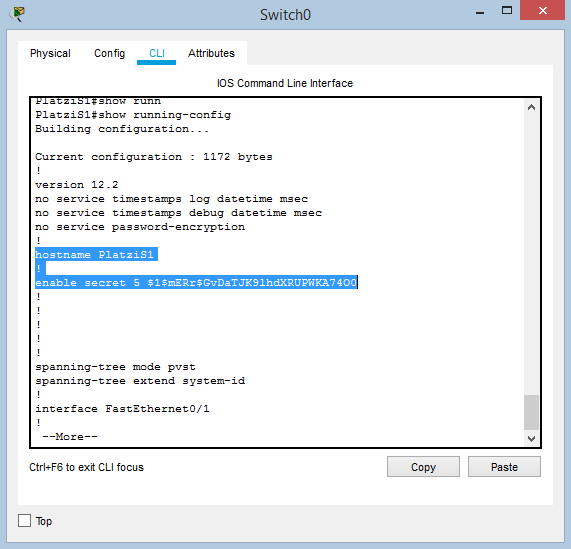 Switch0
Physical Config CLI Attributes
IOS Command Line Interface
PlatziS1#show runn
PlatziS1#show running-config
Building configuration...
Current configuration : 1172 bytes
!
version 12.2
no service timestamps log datetime msec
no service timestamps debug datetime msec
no service password-encryption
!
hostname PlatziS1
!
enable secret 5 $1$mERr$GvDaTJK9lhdXRUPWKA74O0
!
!
!
!
!
spanning-tree mode pvst
spanning-tree extend system-id
!
interface FastEthernet0/1
!
--More--
Ctrl+F6 to exit CLI focus
Copy Paste
Top